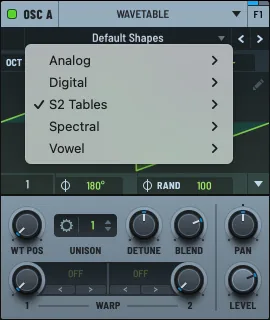 OSC A WAVETABLE F1
Default Shapes
OCT
Analog
Digital
✓ S2 Tables
Spectral
Vowel
1 180° RAND 100
1
WT POS UNISON DETUNE BLEND PAN
OFF OFF
1 WARP 2 LEVEL